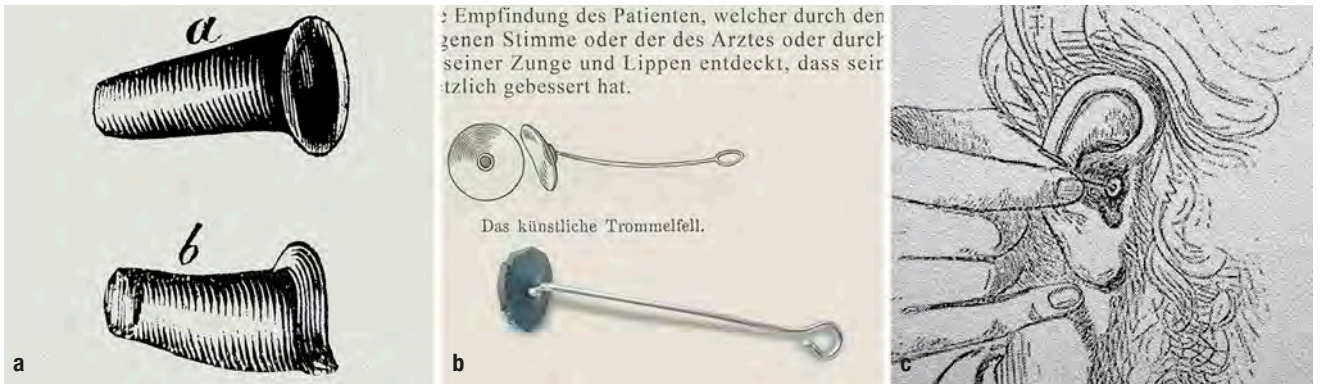 a
b
a
: Empfindung des Patienten, welcher durch den
genen Stimme oder der des Arztes oder durch
seiner Zunge und Lippen entdeckt, dass sein
tzlich gebessert hat.
Das künstliche Trommelfell.
b
c